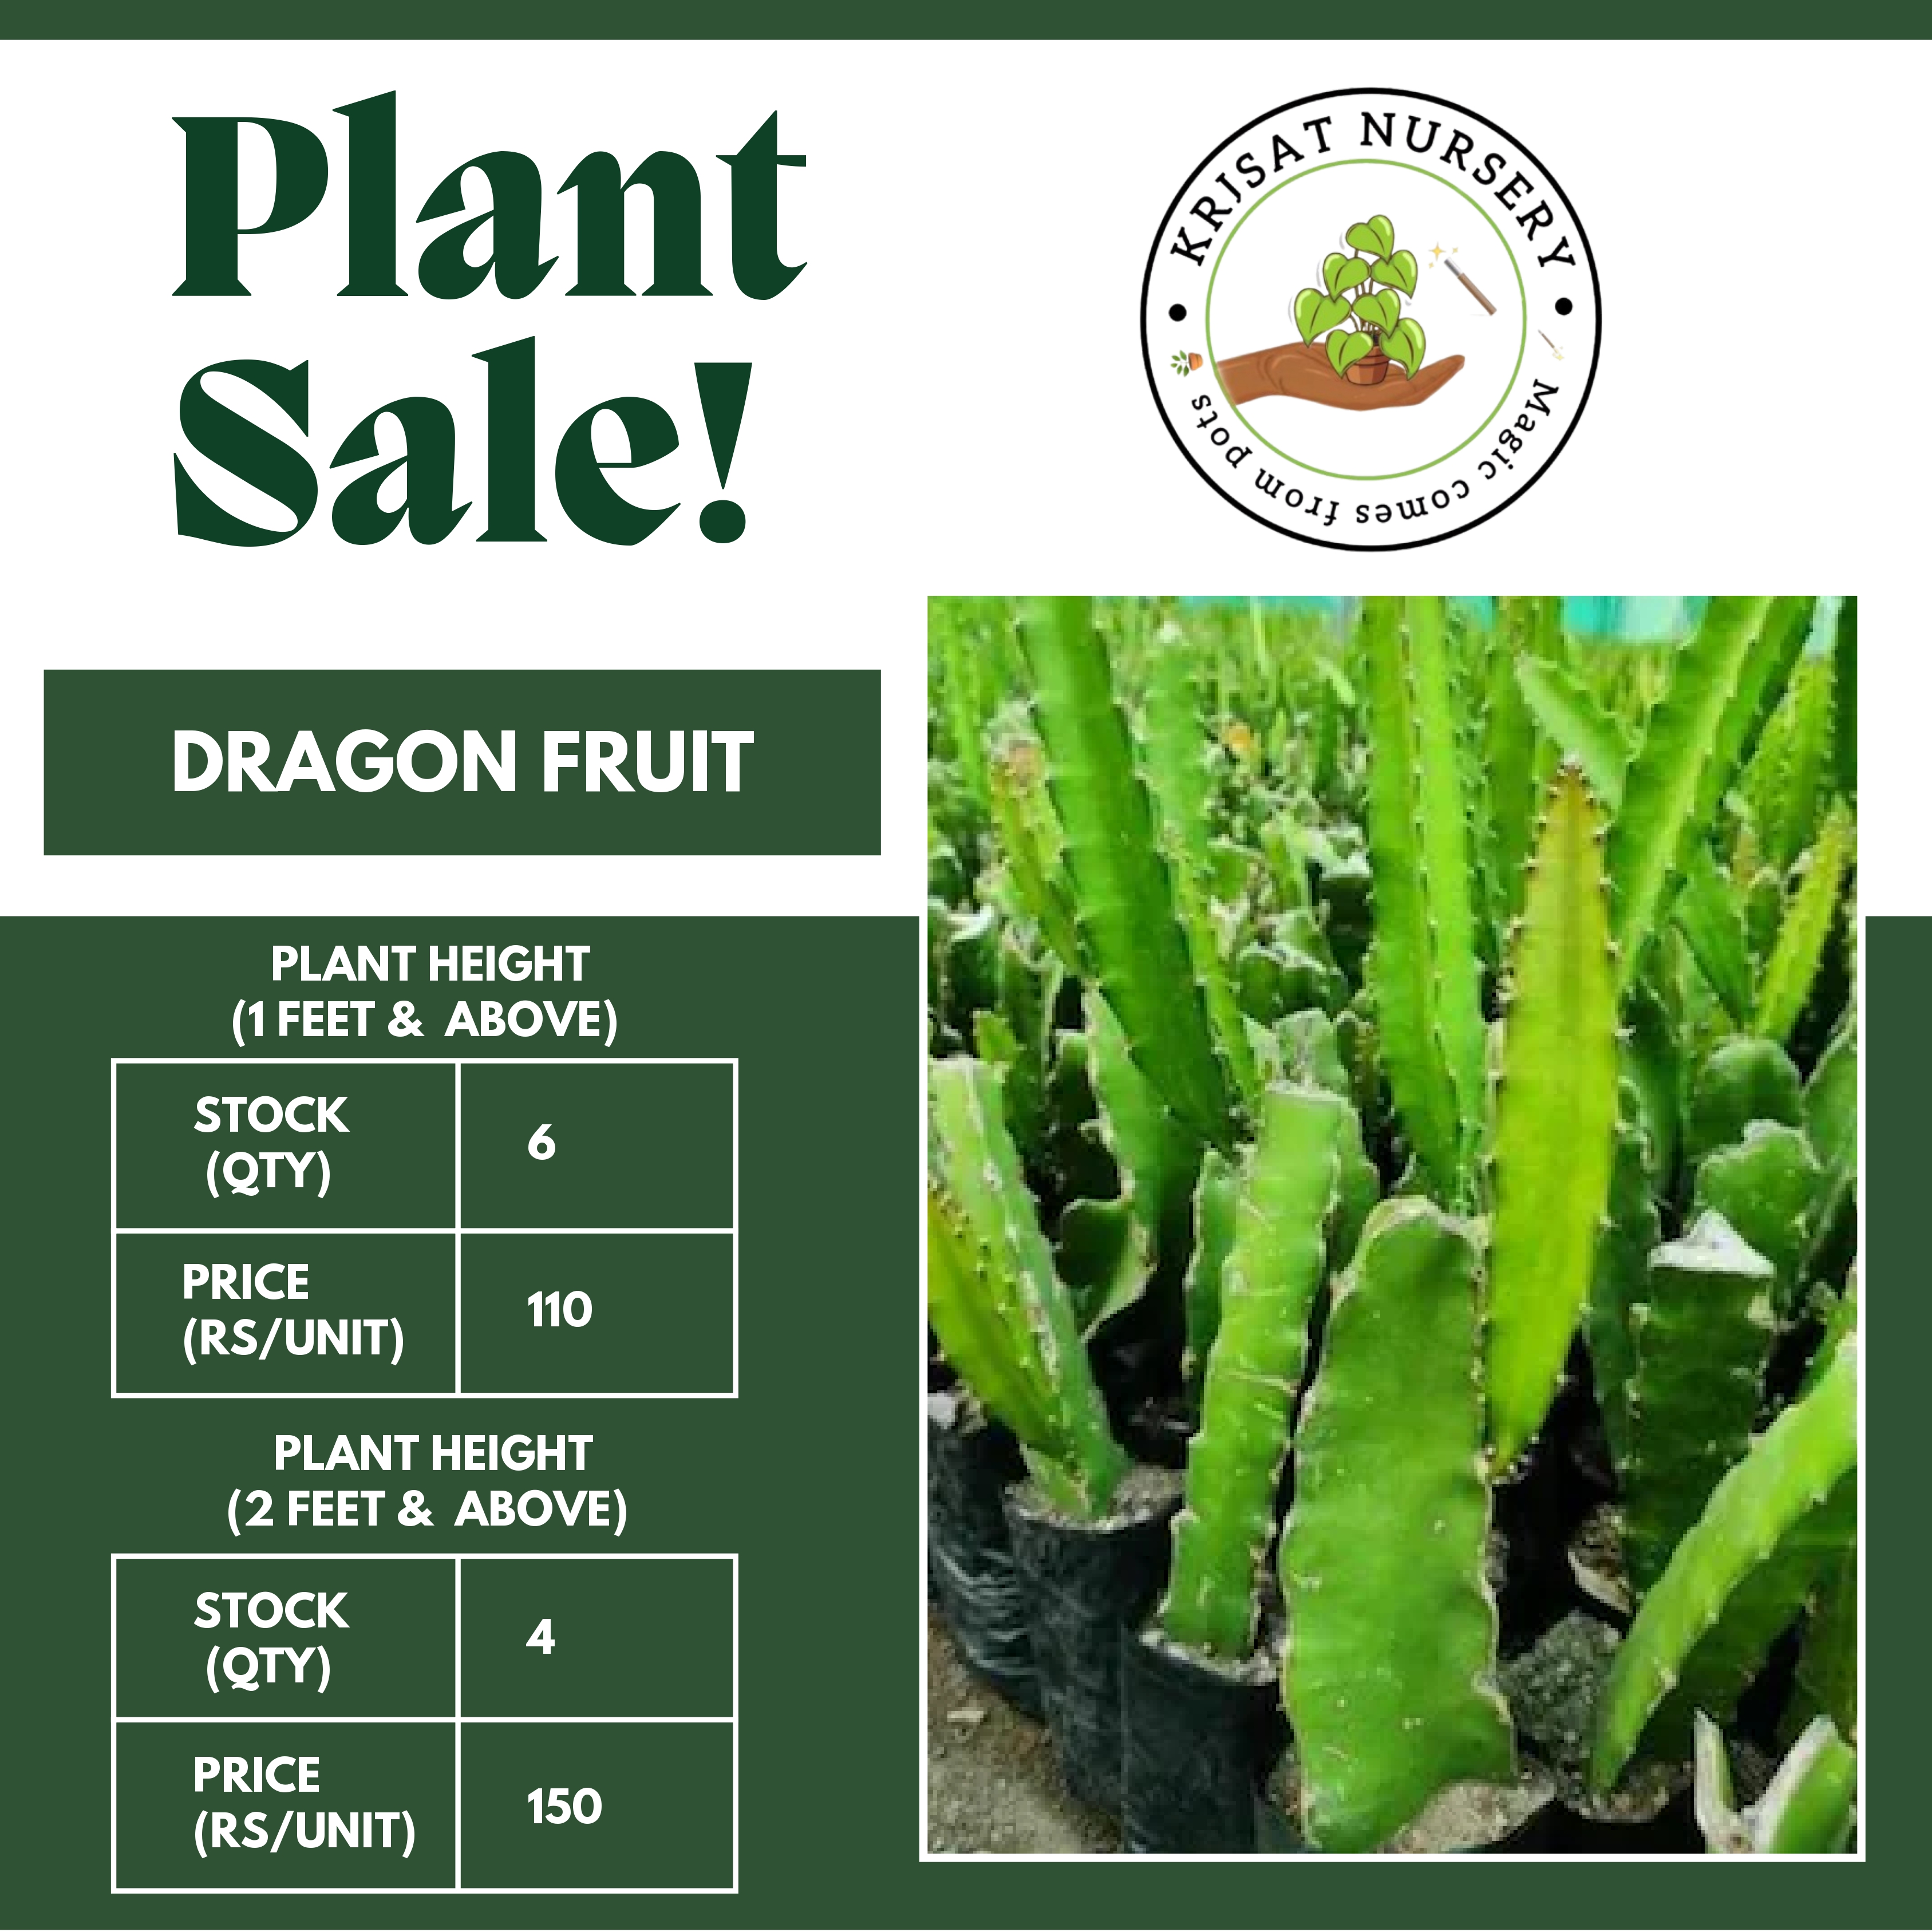 Plant
Sale!
KRISAT NURSERY
Magic comes from pots
DRAGON FRUIT
PLANT HEIGHT
(1 FEET & ABOVE)
STOCK
(QTY)
6
PRICE
(RS/UNIT)
110
PLANT HEIGHT
(2 FEET & ABOVE)
STOCK
(QTY)
4
PRICE
(RS/UNIT)
150